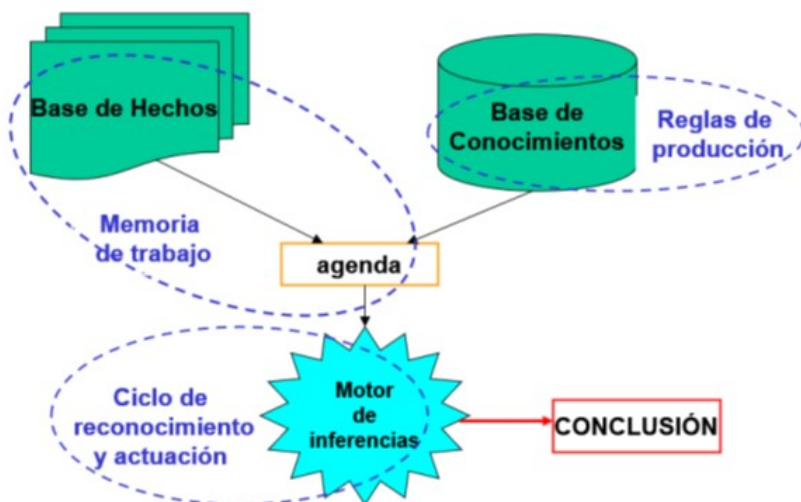 Base de Hechos
Base de
Conocimientos
Reglas de
producción
Memoria
de trabajo
agenda
Ciclo de
reconocimiento
y actuación
Motor
de
inferencias
CONCLUSIÓN